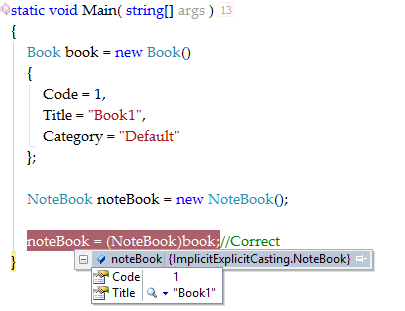 static void Main( string[] args ) 13
{
Book book = new Book()
{
Code = 1,
Title = "Book1",
Category = "Default"
};
NoteBook noteBook = new NoteBook();
noteBook = (NoteBook)book;//Correct
noteBook {ImplicitExplicitCasting.NoteBook}
} Code 1
Title "Book1"